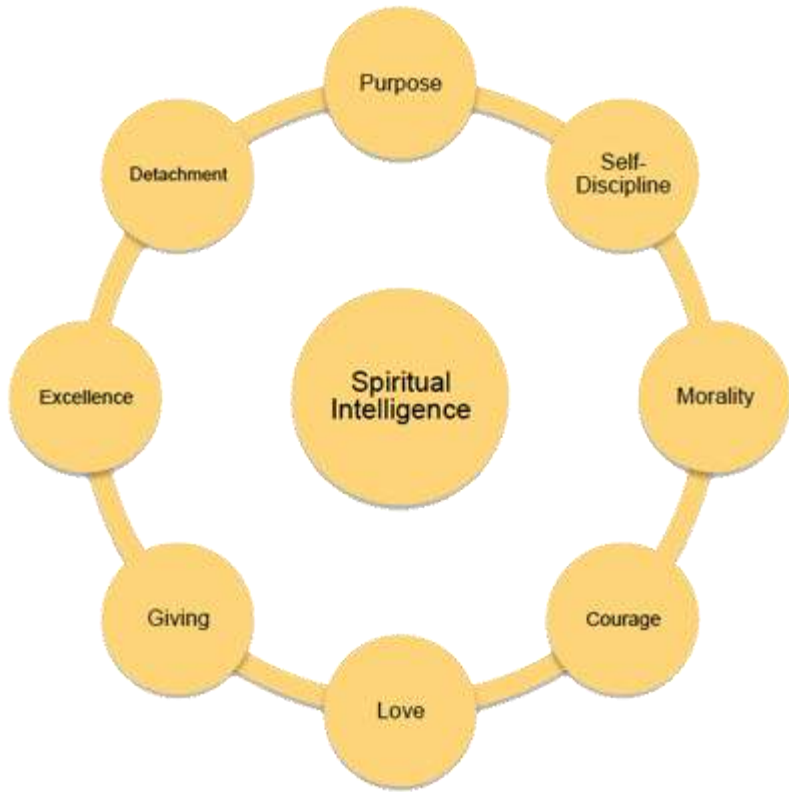 Purpose
Self-
Discipline
Morality
Courage
Love
Giving
Excellence
Detachment
Spiritual
Intelligence